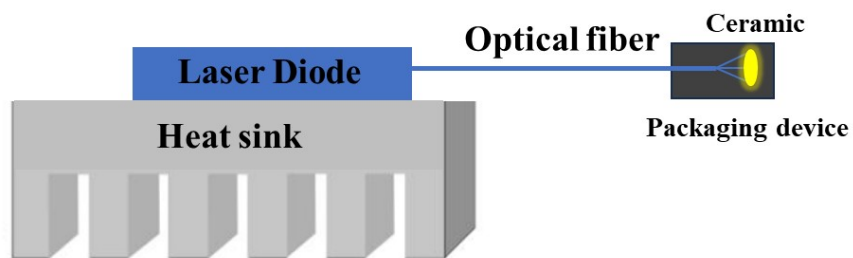 Ceramic
Optical fiber
Laser Diode
Packaging device
Heat sink